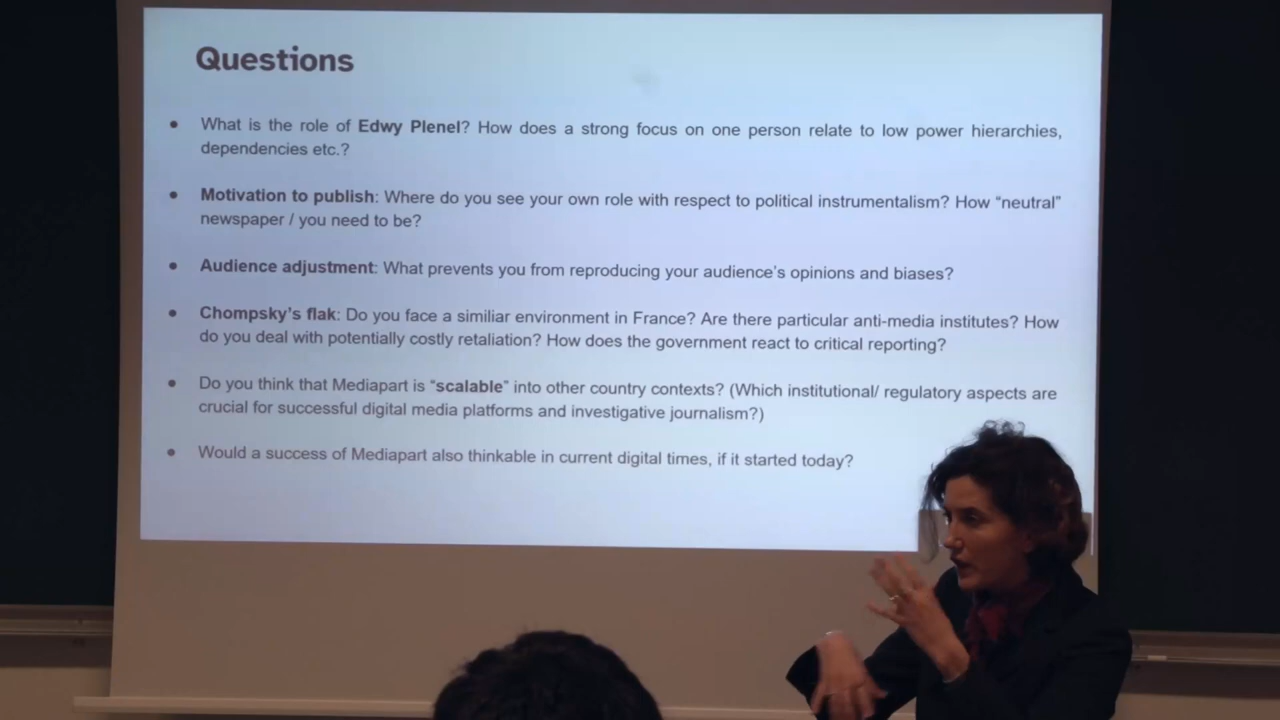 Questions
• What is the role of Edwy Plenel? How does a strong focus on one person relate to low power hierarchies,
dependencies etc.?
• Motivation to publish: Where do you see your own role with respect to political instrumentalism? How “neutral”
newspaper / you need to be?
• Audience adjustment: What prevents you from reproducing your audience's opinions and biases?
• Chompsky's flak: Do you face a similiar environment in France? Are there particular anti-media institutes? How
do you deal with potentially costly retaliation? How does the government react to critical reporting?
• Do you think that Mediapart is “scalable” into other country contexts? (Which institutional/ regulatory aspects are
crucial for successful digital media platforms and investigative journalism?)
• Would a success of Mediapart also thinkable in current digital times, if it started today?